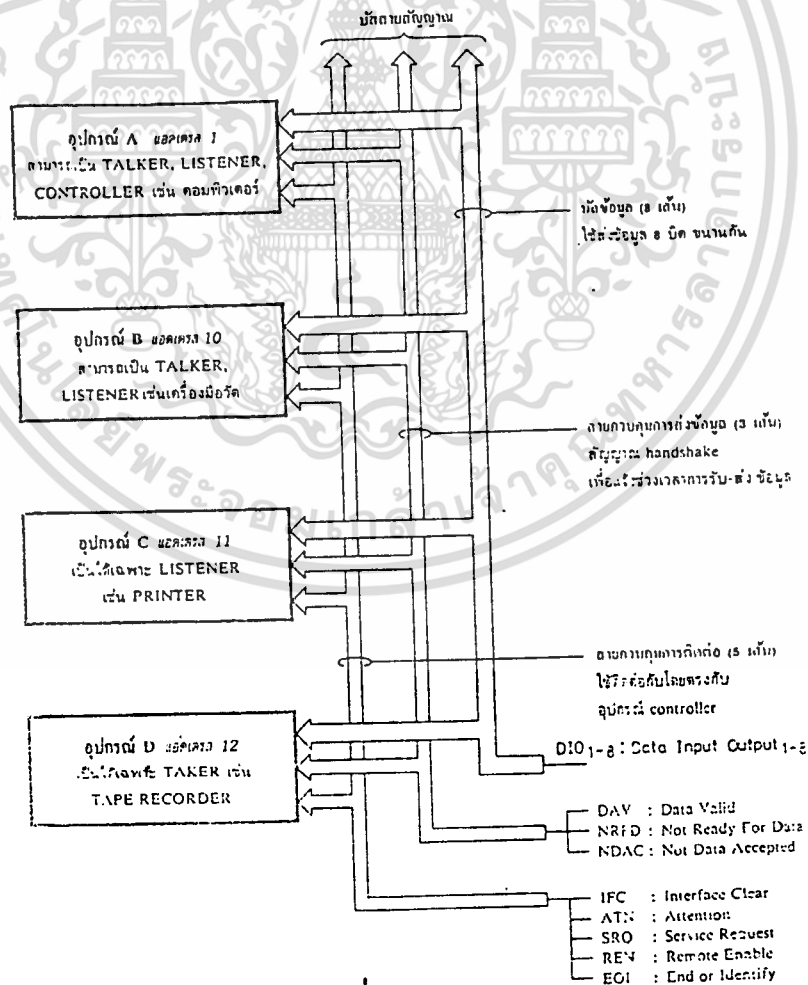 บัสสายสัญญาณ
อุปกรณ์ A แอดเดรส 1
สามารถเป็น TALKER, LISTENER,
CONTROLLER เช่น คอมพิวเตอร์
บัสข้อมูล (8 เส้น)
ใช้ส่งข้อมูล 8 บิต ขนานกัน
อุปกรณ์ B แอดเดรส 10
สามารถเป็น TALKER,
LISTENER เช่นเครื่องมือวัด
สายควบคุมการส่งข้อมูล (3 เส้น)
สัญญาณ handshake
เพื่อแจ้งช่วงเวลาการรับ-ส่ง ข้อมูล
อุปกรณ์ C แอดเดรส 11
เป็นได้เฉพาะ LISTENER
เช่น PRINTER
สายควบคุมการติดต่อ (5 เส้น)
ใช้ติดต่อกับโดยตรงกับ
อุปกรณ์ controller
อุปกรณ์ D แอดเดรส 12
เป็นได้เฉพาะ TAKER เช่น
TAPE RECORDER
DIO 1-8 : Data Input Output 1-8
DAV : Data Valid
NRFD : Not Ready For Data
NDAC : Not Data Accepted
IFC : Interface Clear
ATN : Attention
SRQ : Service Request
REN : Remote Enable
EOI : End or Identify